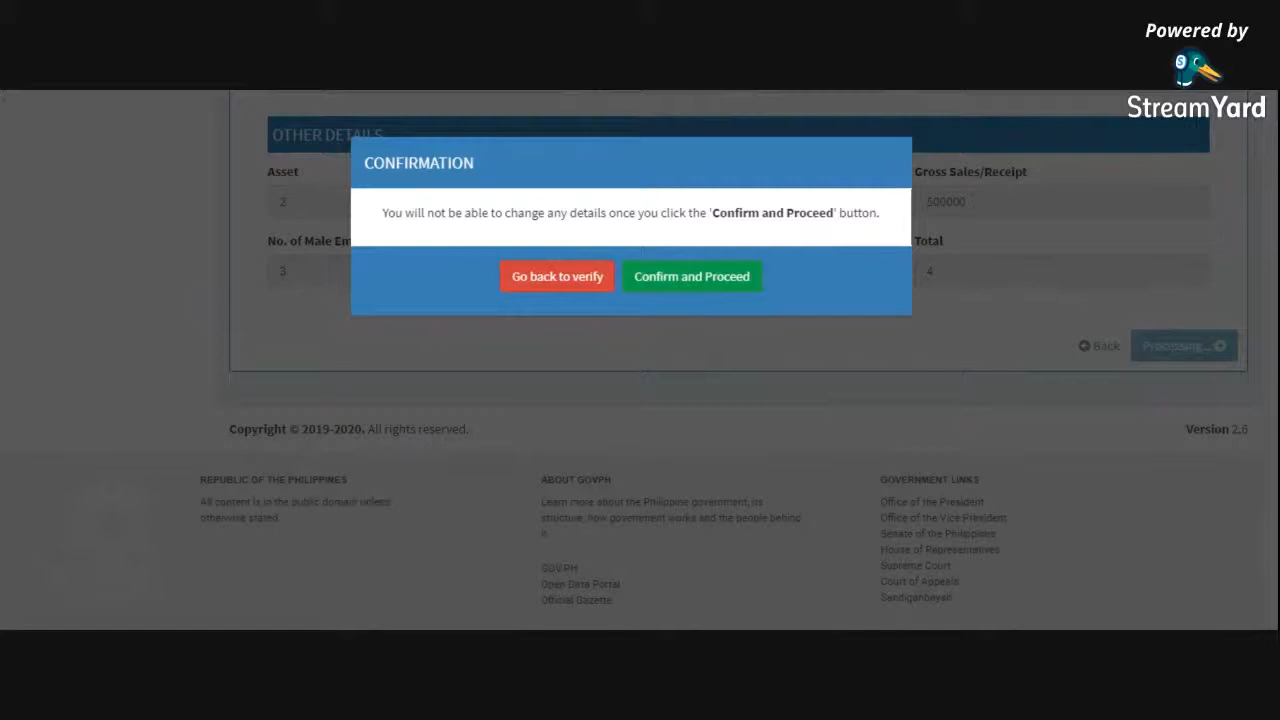 Powered by
StreamYard
OTHER DETAILS
CONFIRMATION
Asset
Gross Sales/Receipt
2
500000
You will not be able to change any details once you click the 'Confirm and Proceed' button.
No. of Male Em
Total
3
4
Go back to verify
Confirm and Proceed
Back
Processing...
Copyright © 2019-2020. All rights reserved.
Version 2.6
REPUBLIC OF THE PHILIPPINES
All content is in the public domain unless
otherwise stated.
ABOUT GOVPH
Learn more about the Philippine government, its
structure, how government works and the people behind
it.
GOV.PH
Open Data Portal
Official Gazette
GOVERNMENT LINKS
Office of the President
Office of the Vice President
Senate of the Philippines
House of Representatives
Supreme Court
Court of Appeals
Sandiganbayan